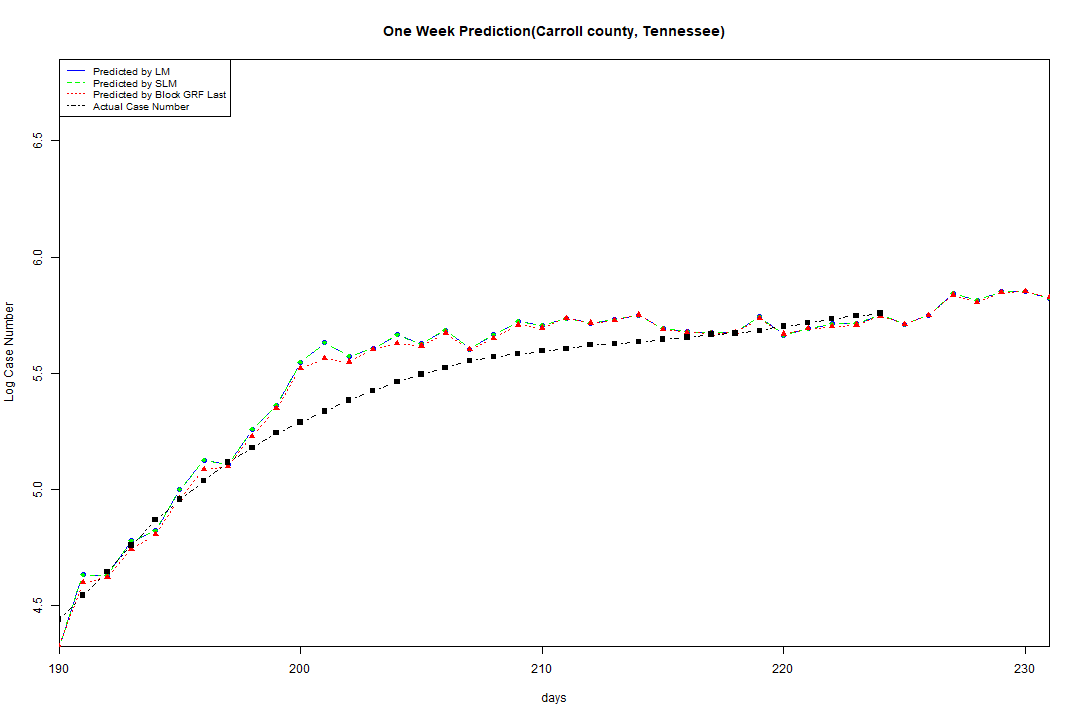 One Week Prediction(Carroll county, Tennessee)
Predicted by LM
Predicted by SLM
Predicted by Block GRF Last
Actual Case Number
6.5
6.0
5.5
5.0
4.5
Log Case Number
190 200 210 220 230
days